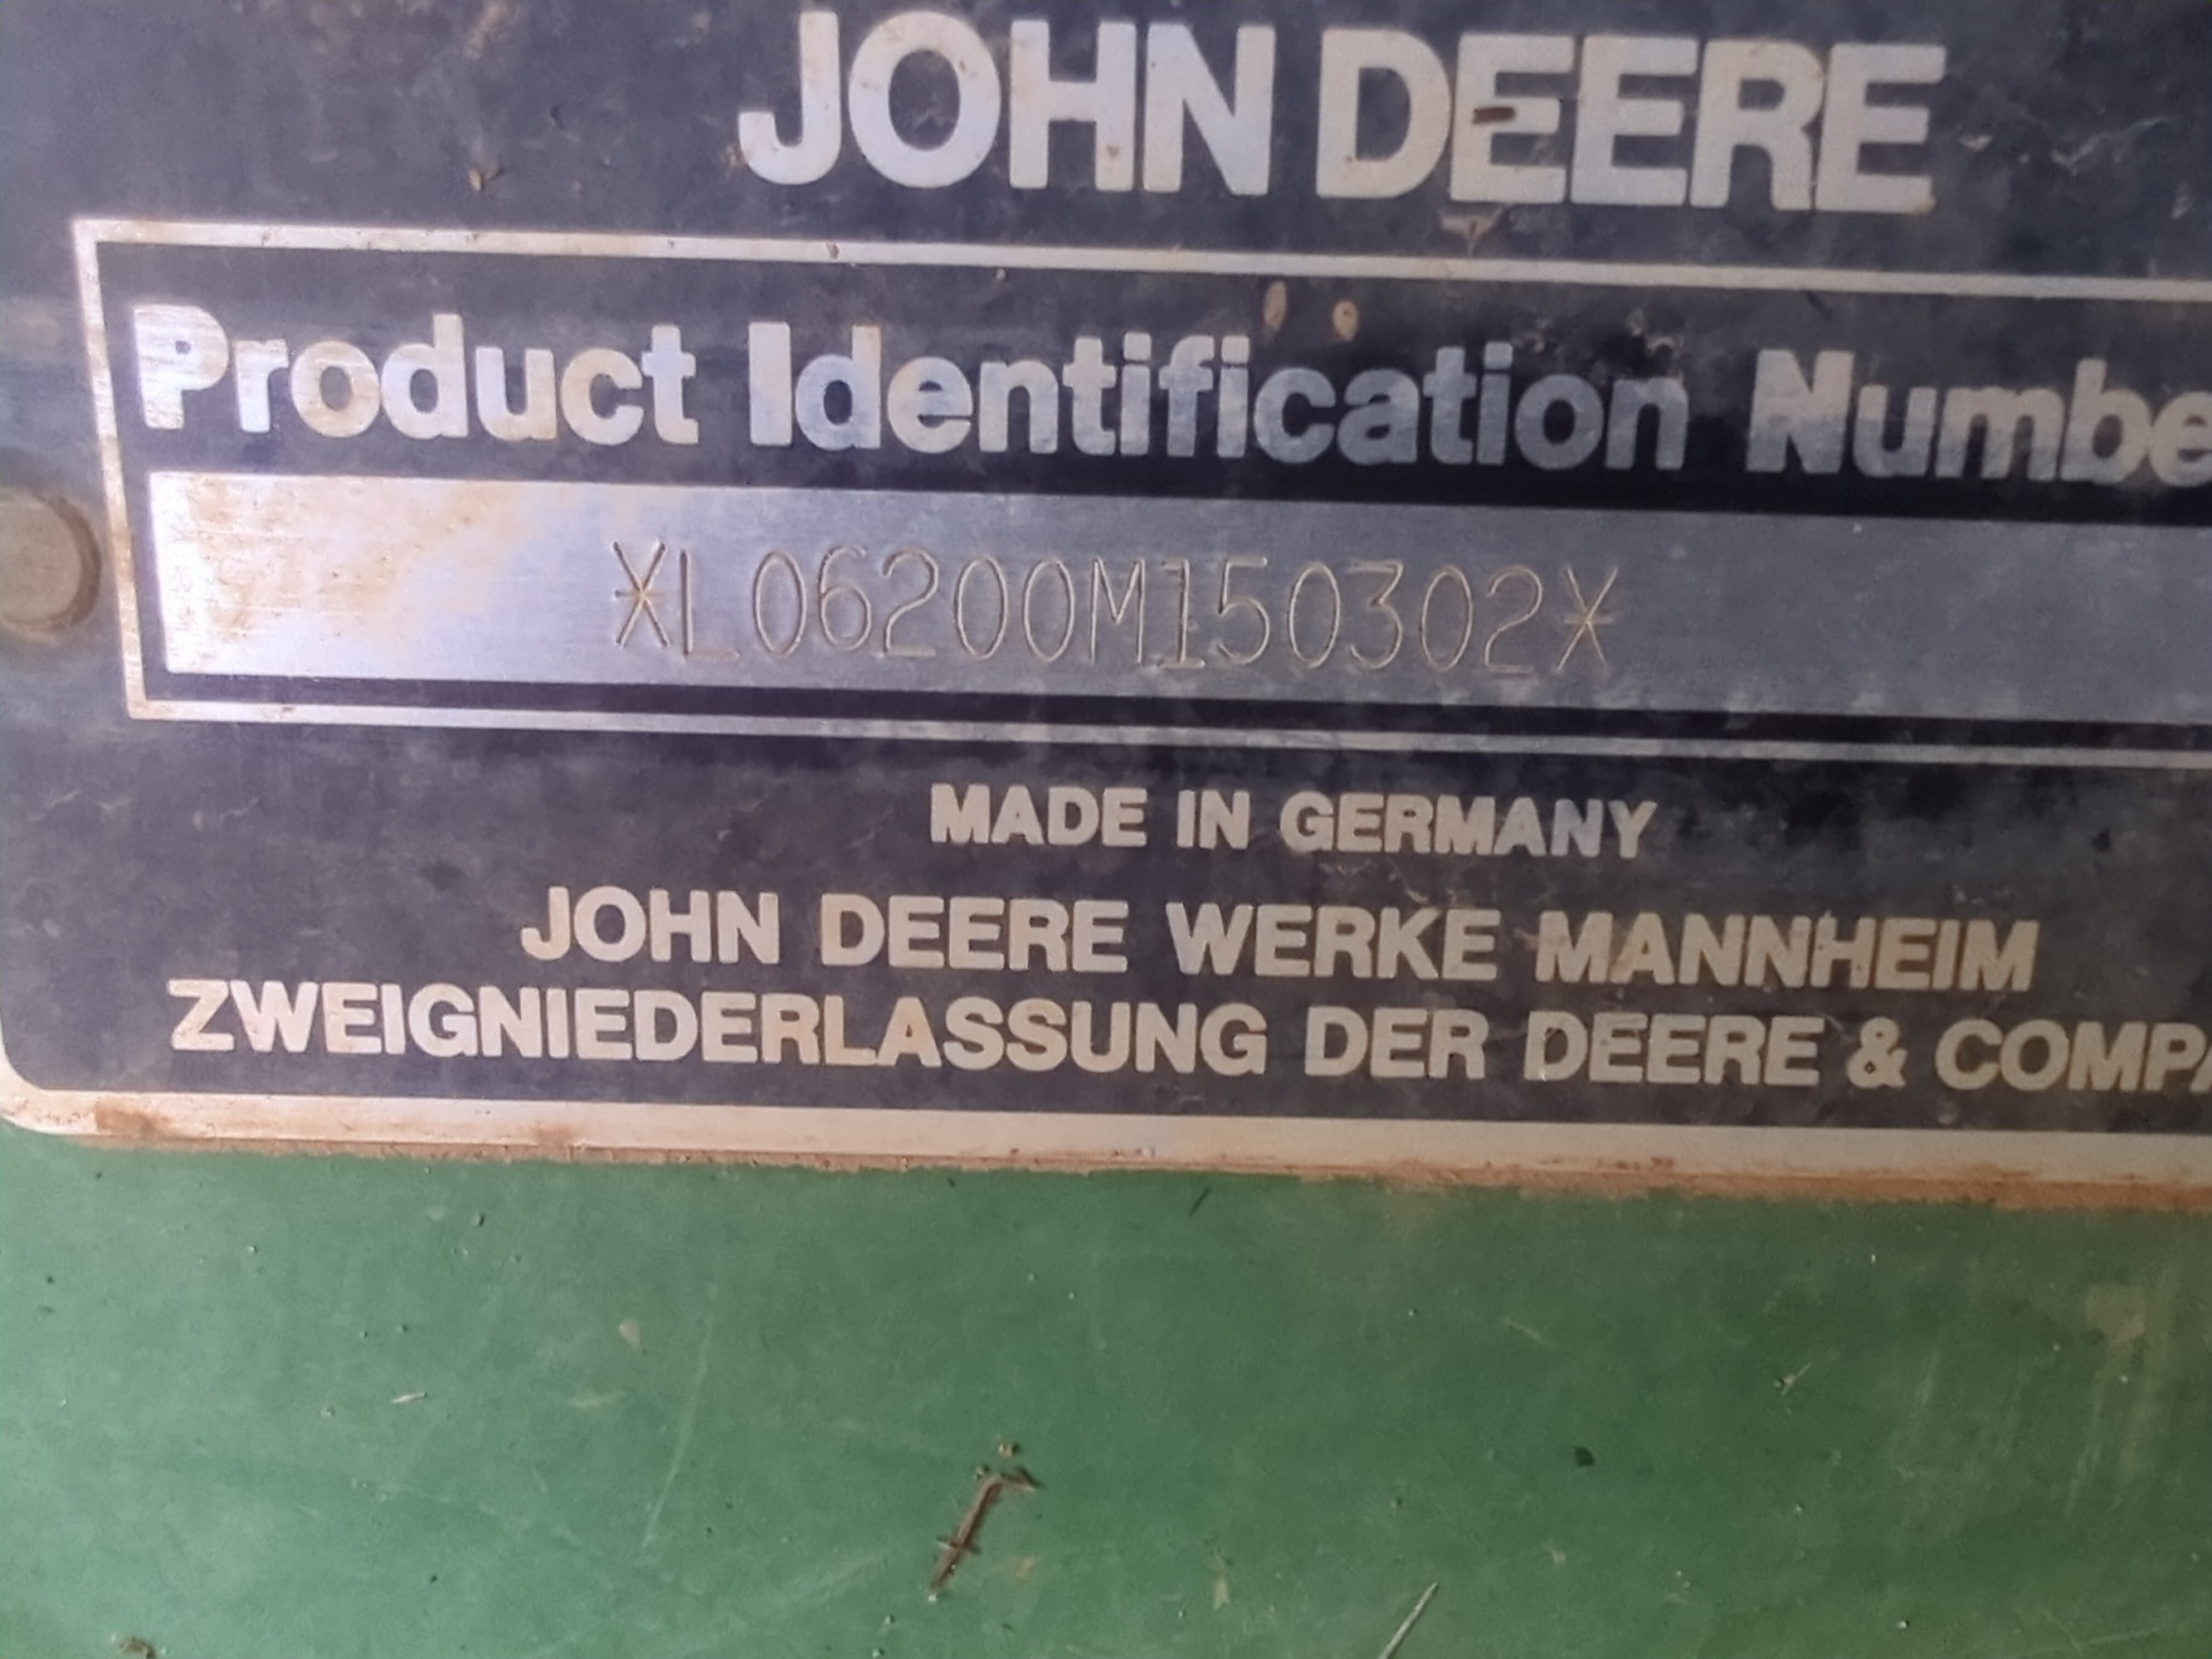 JOHN DEERE
Product Identification Numbe
*L06200M150302*
MADE IN GERMANY
JOHN DEERE WERKE MANNHEIM
ZWEIGNIEDERLASSUNG DER DEERE & COMPA